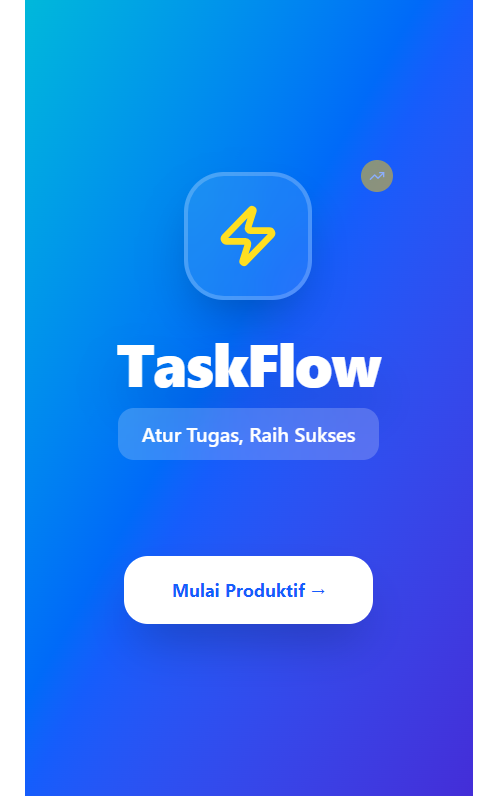 TaskFlow
Atur Tugas, Raih Sukses
Mulai Produktif →